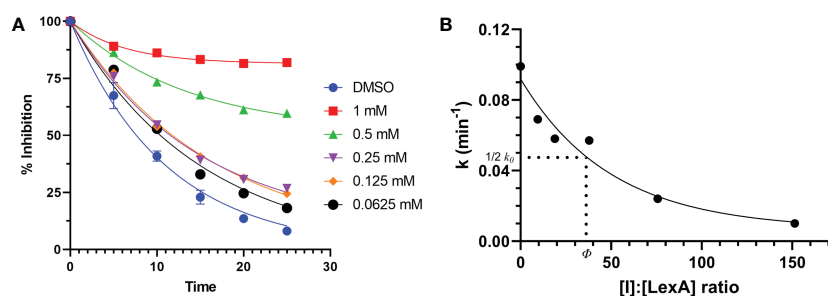 A
% Inhibition
100
75
50
25
0
0
10
20
30
Time
DMSO
1 mM
0.5 mM
0.25 mM
0.125 mM
0.0625 mM
B
k (min-1)
0.12
0.08
0.04
0.00
1/2 k0
0
Φ
50
100
150
[I]:[LexA] ratio